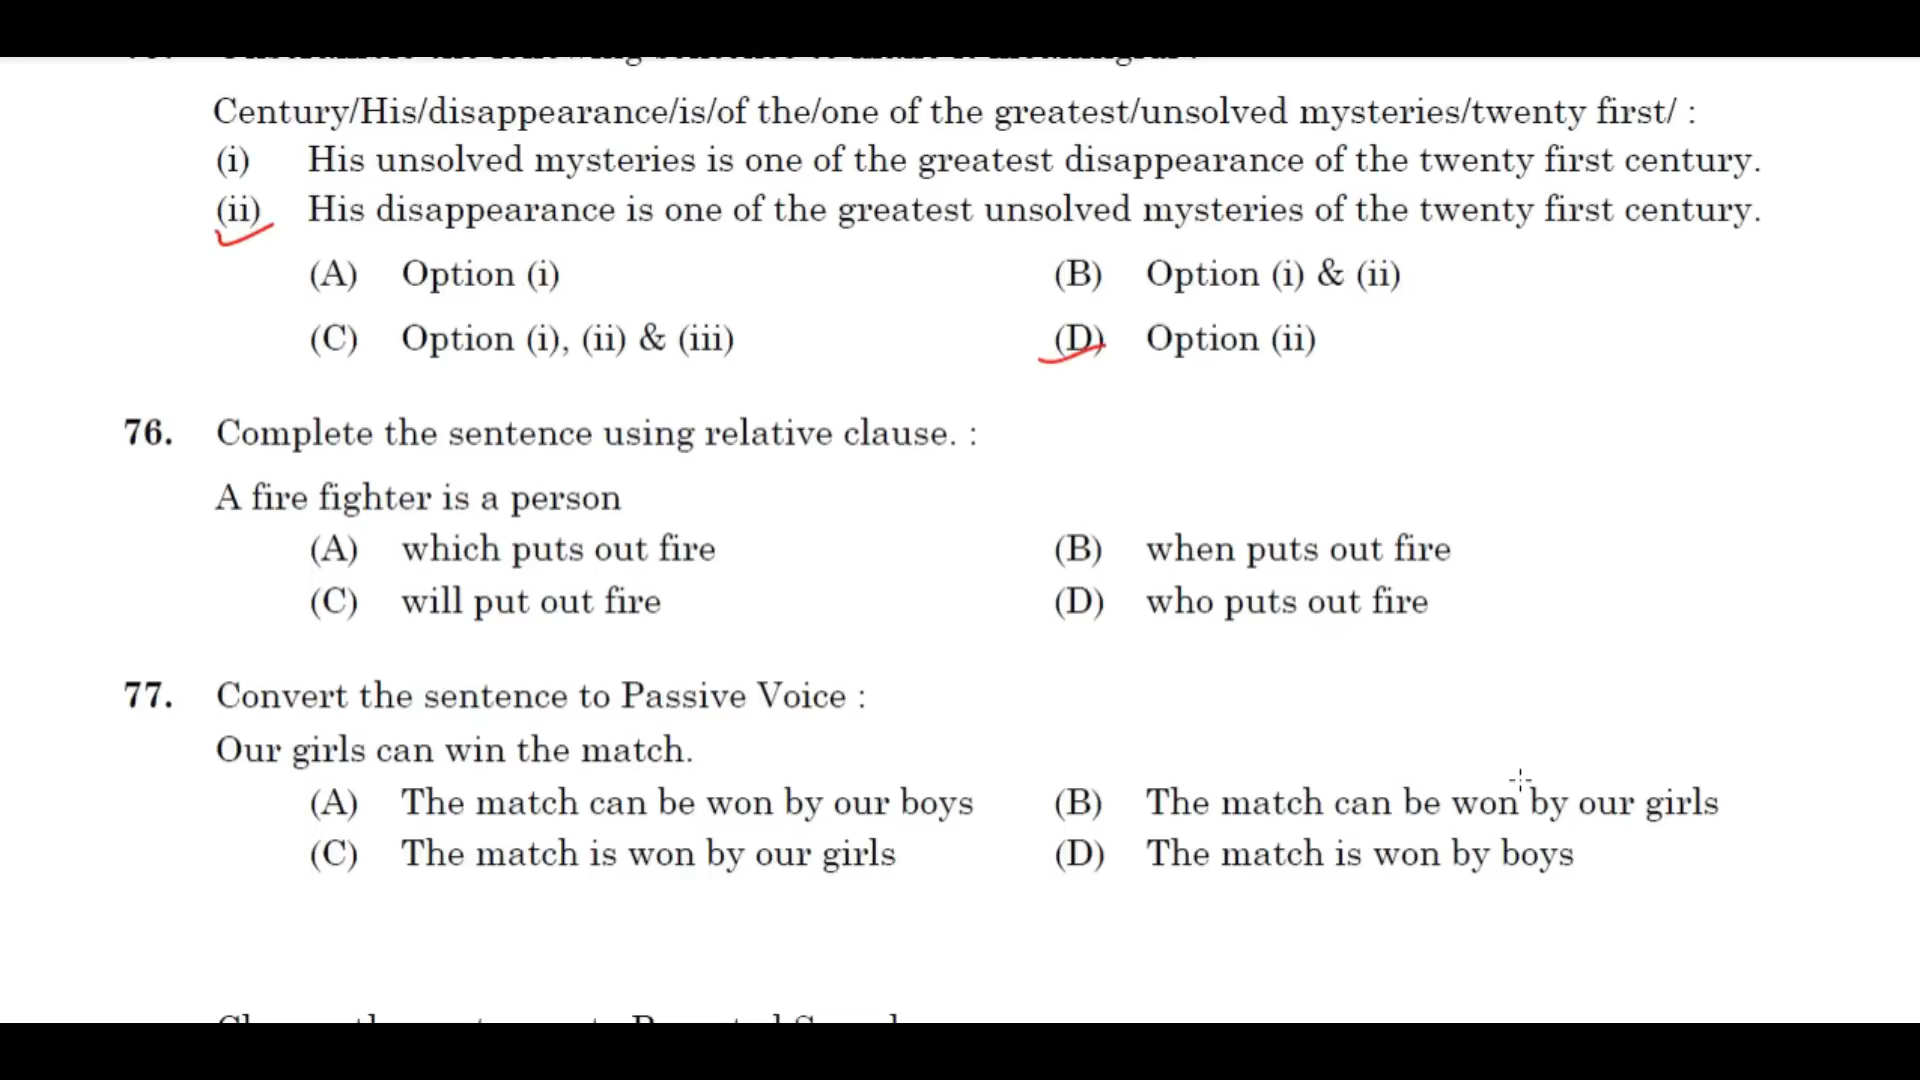 Century/His/disappearance/is/of the/one of the greatest/unsolved mysteries/twenty first/ :
(i) His unsolved mysteries is one of the greatest disappearance of the twenty first century.
(ii) His disappearance is one of the greatest unsolved mysteries of the twenty first century.
(A) Option (i) (B) Option (i) & (ii)
(C) Option (i), (ii) & (iii) (D) Option (ii)
76. Complete the sentence using relative clause. :
A fire fighter is a person
(A) which puts out fire (B) when puts out fire
(C) will put out fire (D) who puts out fire
77. Convert the sentence to Passive Voice :
Our girls can win the match.
(A) The match can be won by our boys (B) The match can be won by our girls
(C) The match is won by our girls (D) The match is won by boys